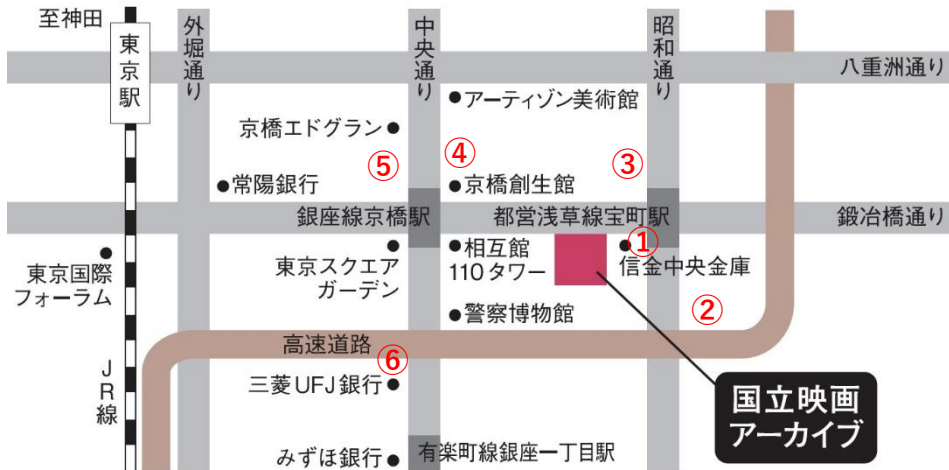 至神田
東京駅
外堀通り
中央通り
昭和通り
八重洲通り
アーティゾン美術館
京橋エドグラン
⑤
④
③
常陽銀行
京橋創生館
銀座線京橋駅
都営浅草線宝町駅
鍛冶橋通り
①
東京国際
フォーラム
東京スクエア
ガーデン
相互館
110タワー
信金中央金庫
②
警察博物館
高速道路
⑥
JR線
三菱UFJ銀行
国立映画
アーカイブ
みずほ銀行
有楽町線銀座一丁目駅